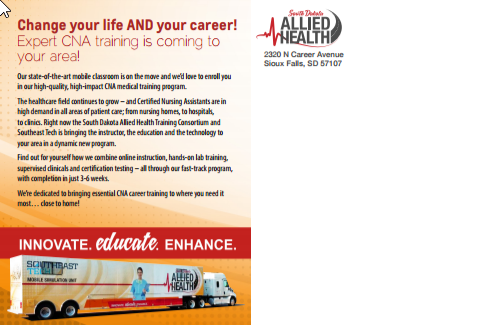 Change your life AND your career!
Expert CNA training is coming to
your area!
Our state-of-the-art mobile classroom is on the move and we'd love to enroll you
in our high-quality, high-impact CNA medical training program.
The healthcare field continues to grow – and Certified Nursing Assistants are in
high demand in all areas of patient care; from nursing homes, to hospitals,
to clinics. Right now the South Dakota Allied Health Training Consortium and
Southeast Tech is bringing the instructor, the education and the technology to
your area in a dynamic new program.
Find out for yourself how we combine online instruction, hands-on lab training,
supervised clinicals and certification testing – all through our fast-track program,
with completion in just 3-6 weeks.
We're dedicated to bringing essential CNA career training to where you need it
most… close to home!
INNOVATE. educate. ENHANCE.
SOUTHEAST
TECH
MOBILE SIMULATION UNIT
ALLIED
HEALTH
South Dakota
ALLIED
HEALTH
2320 N Career Avenue
Sioux Falls, SD 57107